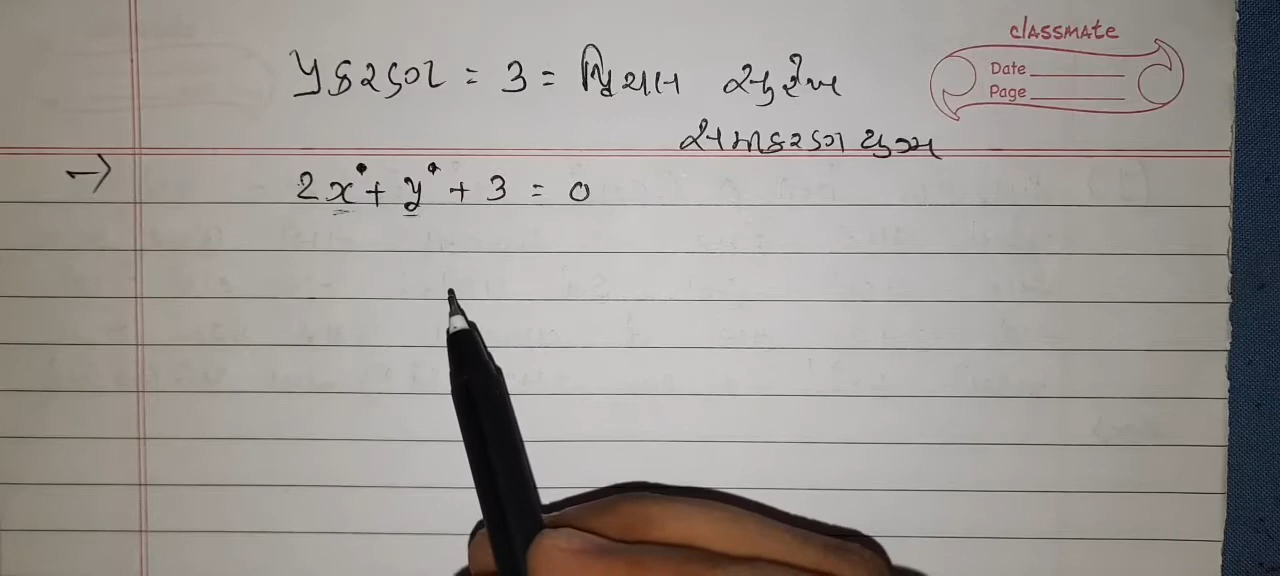 પ્રકરણ = 3 = દ્વિચલ સુરેખ
સમીકરણ યુગ્મ
classmate
Date
Page
→ 2x + y + 3 = 0